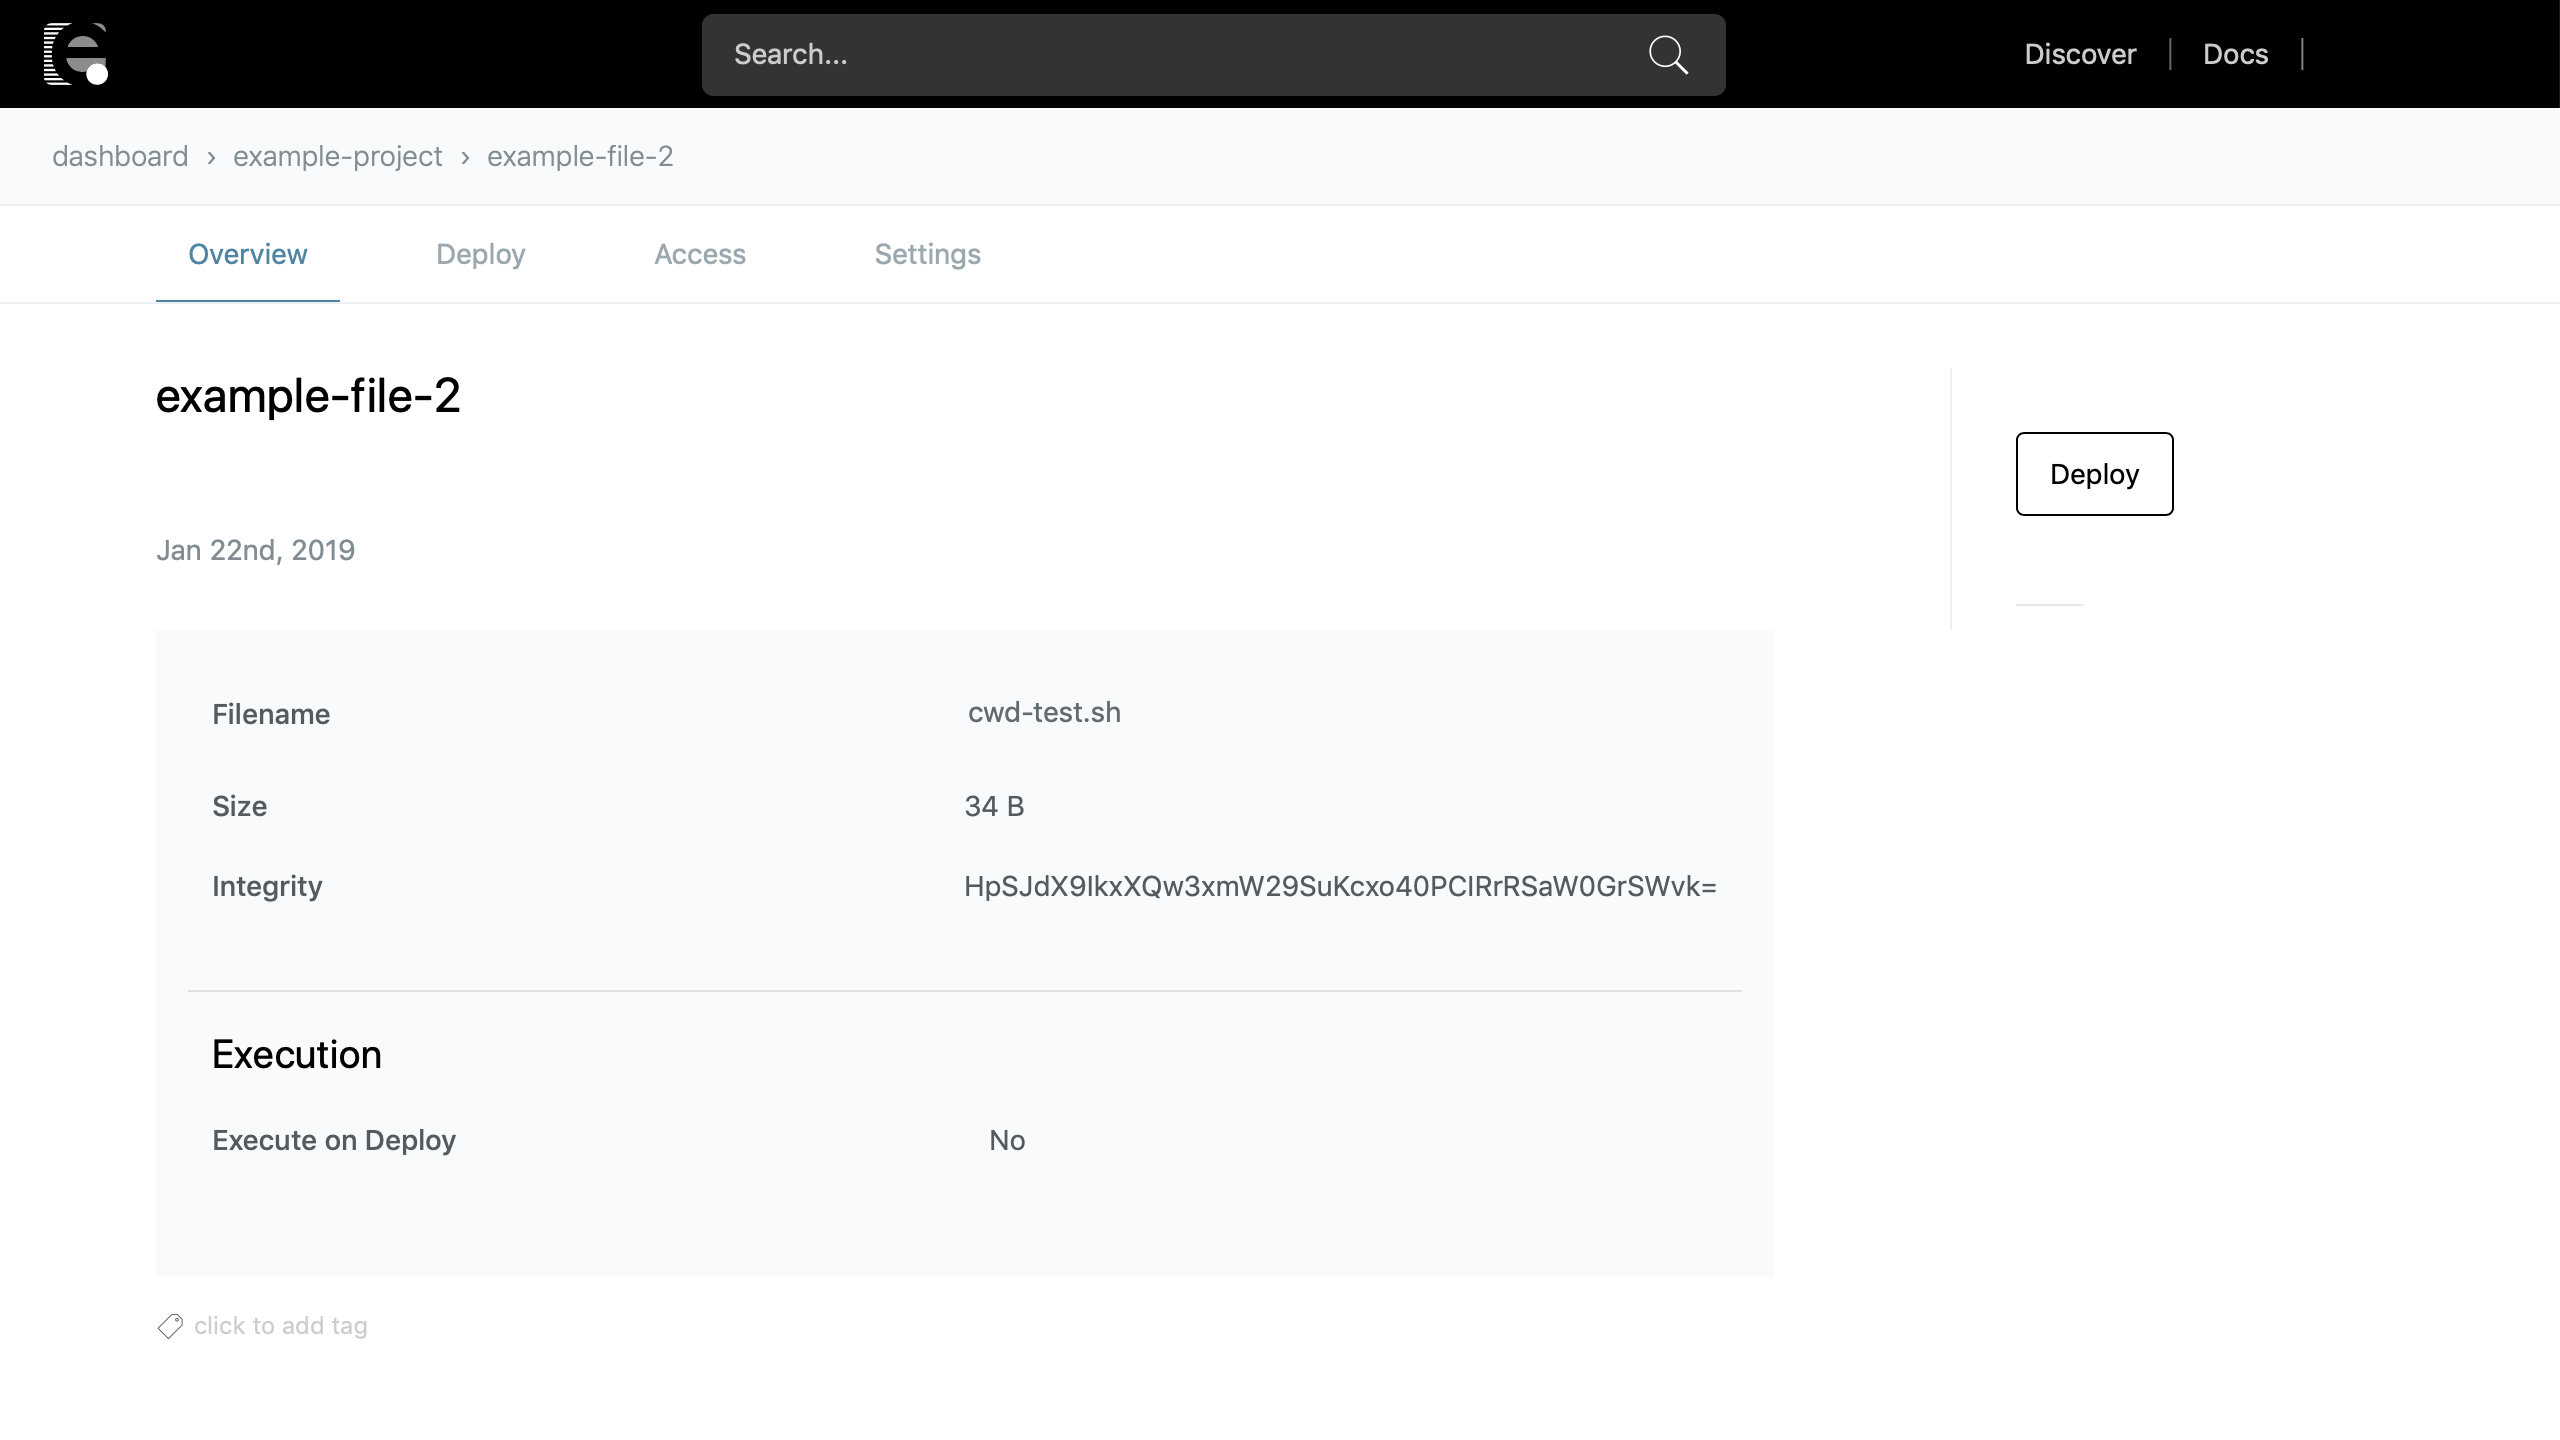 Search...
Discover
Docs
dashboard › example-project › example-file-2
Overview
Deploy
Access
Settings
example-file-2
Deploy
Jan 22nd, 2019
Filename cwd-test.sh
Size 34 B
Integrity HpSJdX9IkxXQw3xmW29SuKcxo40PCIRrRSaW0GrSWvk=
Execution
Execute on Deploy No
click to add tag